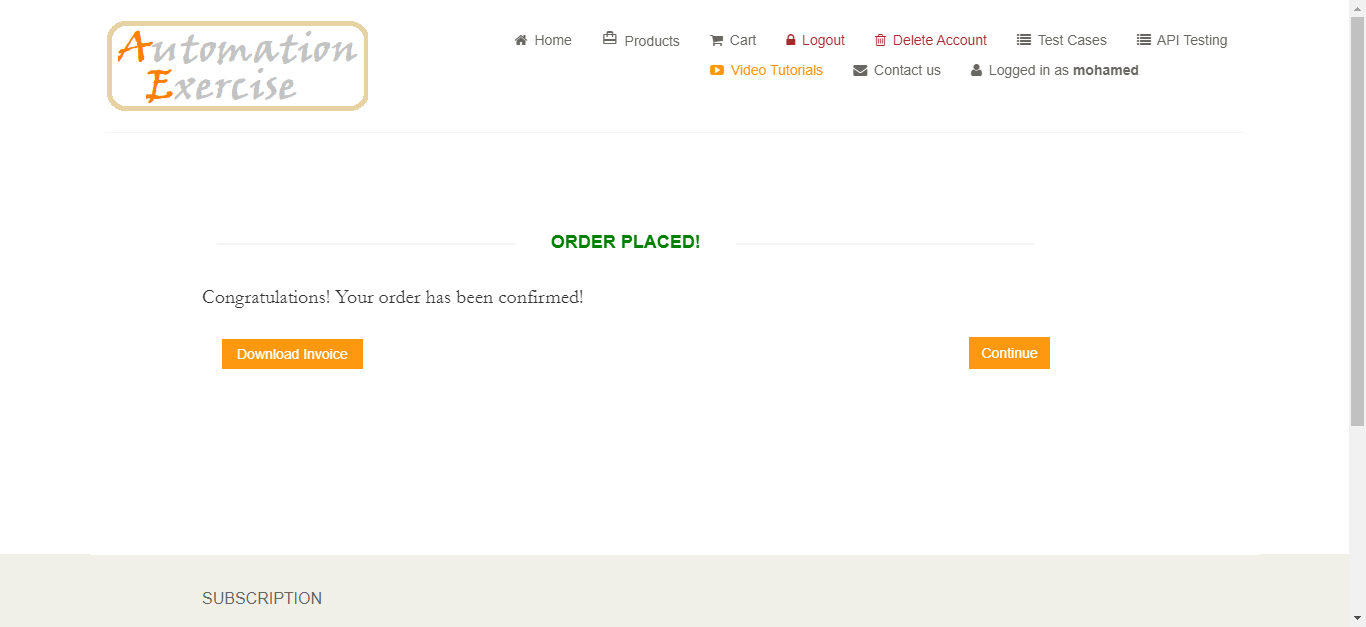 Automation
Exercise
Home Products Cart Logout Delete Account Test Cases API Testing
Video Tutorials Contact us Logged in as mohamed
ORDER PLACED!
Congratulations! Your order has been confirmed!
Download Invoice Continue
SUBSCRIPTION